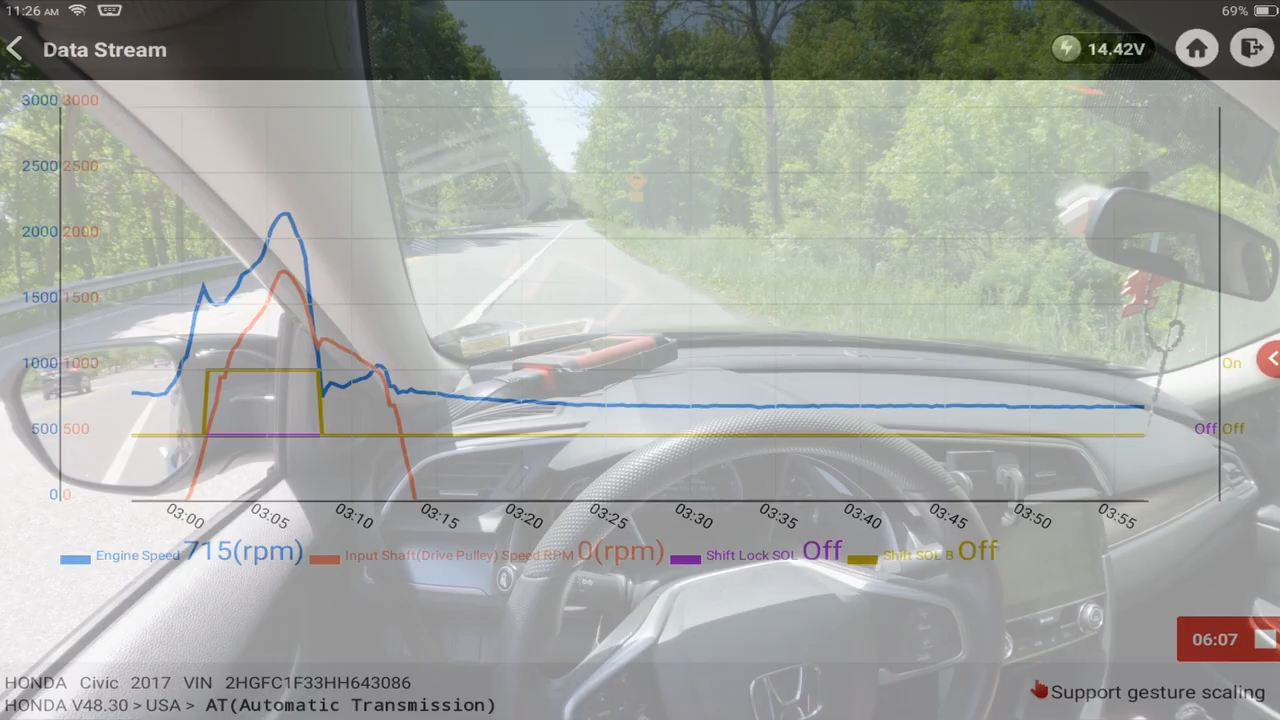 11:26 AM 69%
Data Stream 14.42V
3000 3000
2500 2500
2000 2000
1500 1500
1000 1000 On
500 500 Off Off
0 0
03:00 03:05 03:10 03:15 03:20 03:25 03:30 03:35 03:40 03:45 03:50 03:55
Engine Speed 715(rpm) Input Shaft(Drive Pulley) Speed RPM 0(rpm) Shift Lock SOL Off Shift SOL B Off
06:07
HONDA Civic 2017 VIN 2HGFC1F33HH643086
HONDA V48.30 > USA > AT(Automatic Transmission)
Support gesture scaling